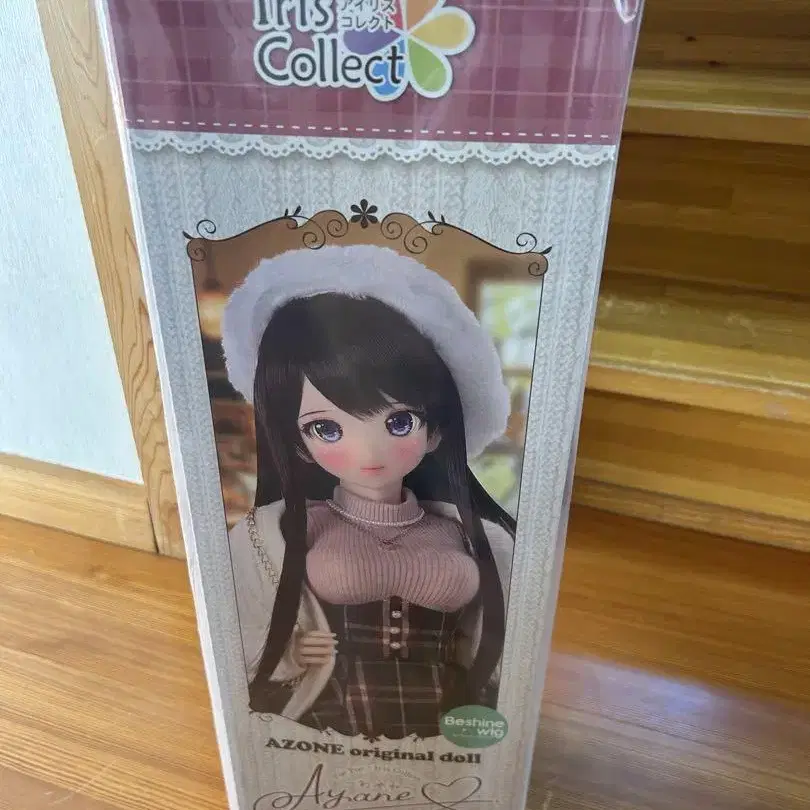 Iris
アイリス
Collect
コレクト
Beshine
wig
AZONE original doll
Ayane